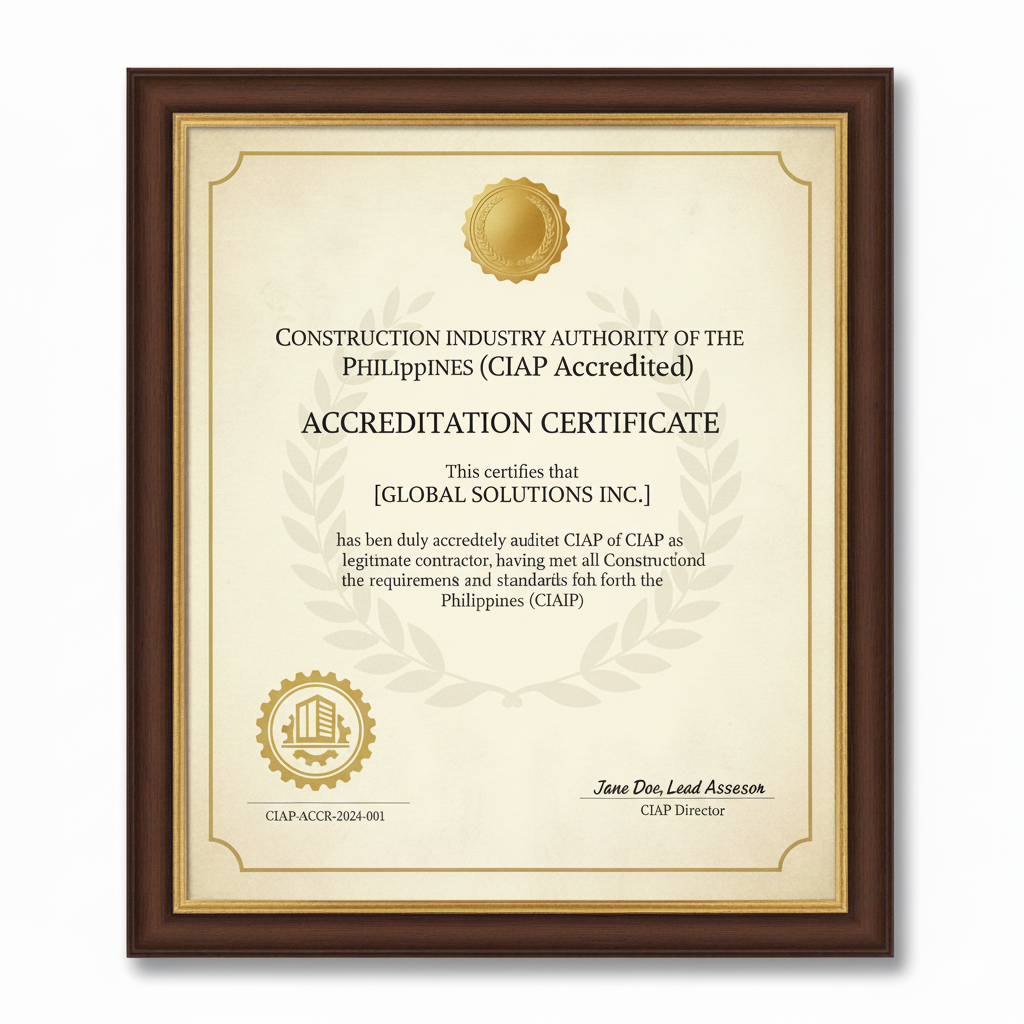 CONSTRUCTION INDUSTRY AUTHORITY OF THE
PHILIppINES (CIAP Accredited)
ACCREDITATION CERTIFICATE
This certifies that
[GLOBAL SOLUTIONS INC.]
has ben duly accredtely auditet CIAP of CIAP as
legitimate contractor, having met all Constructiond
the requiremens and standarts foh forth the
Philippines (CIAIP)
CIAP-ACCR-2024-001
Jane Doe, Lead Assesor
CIAP Director